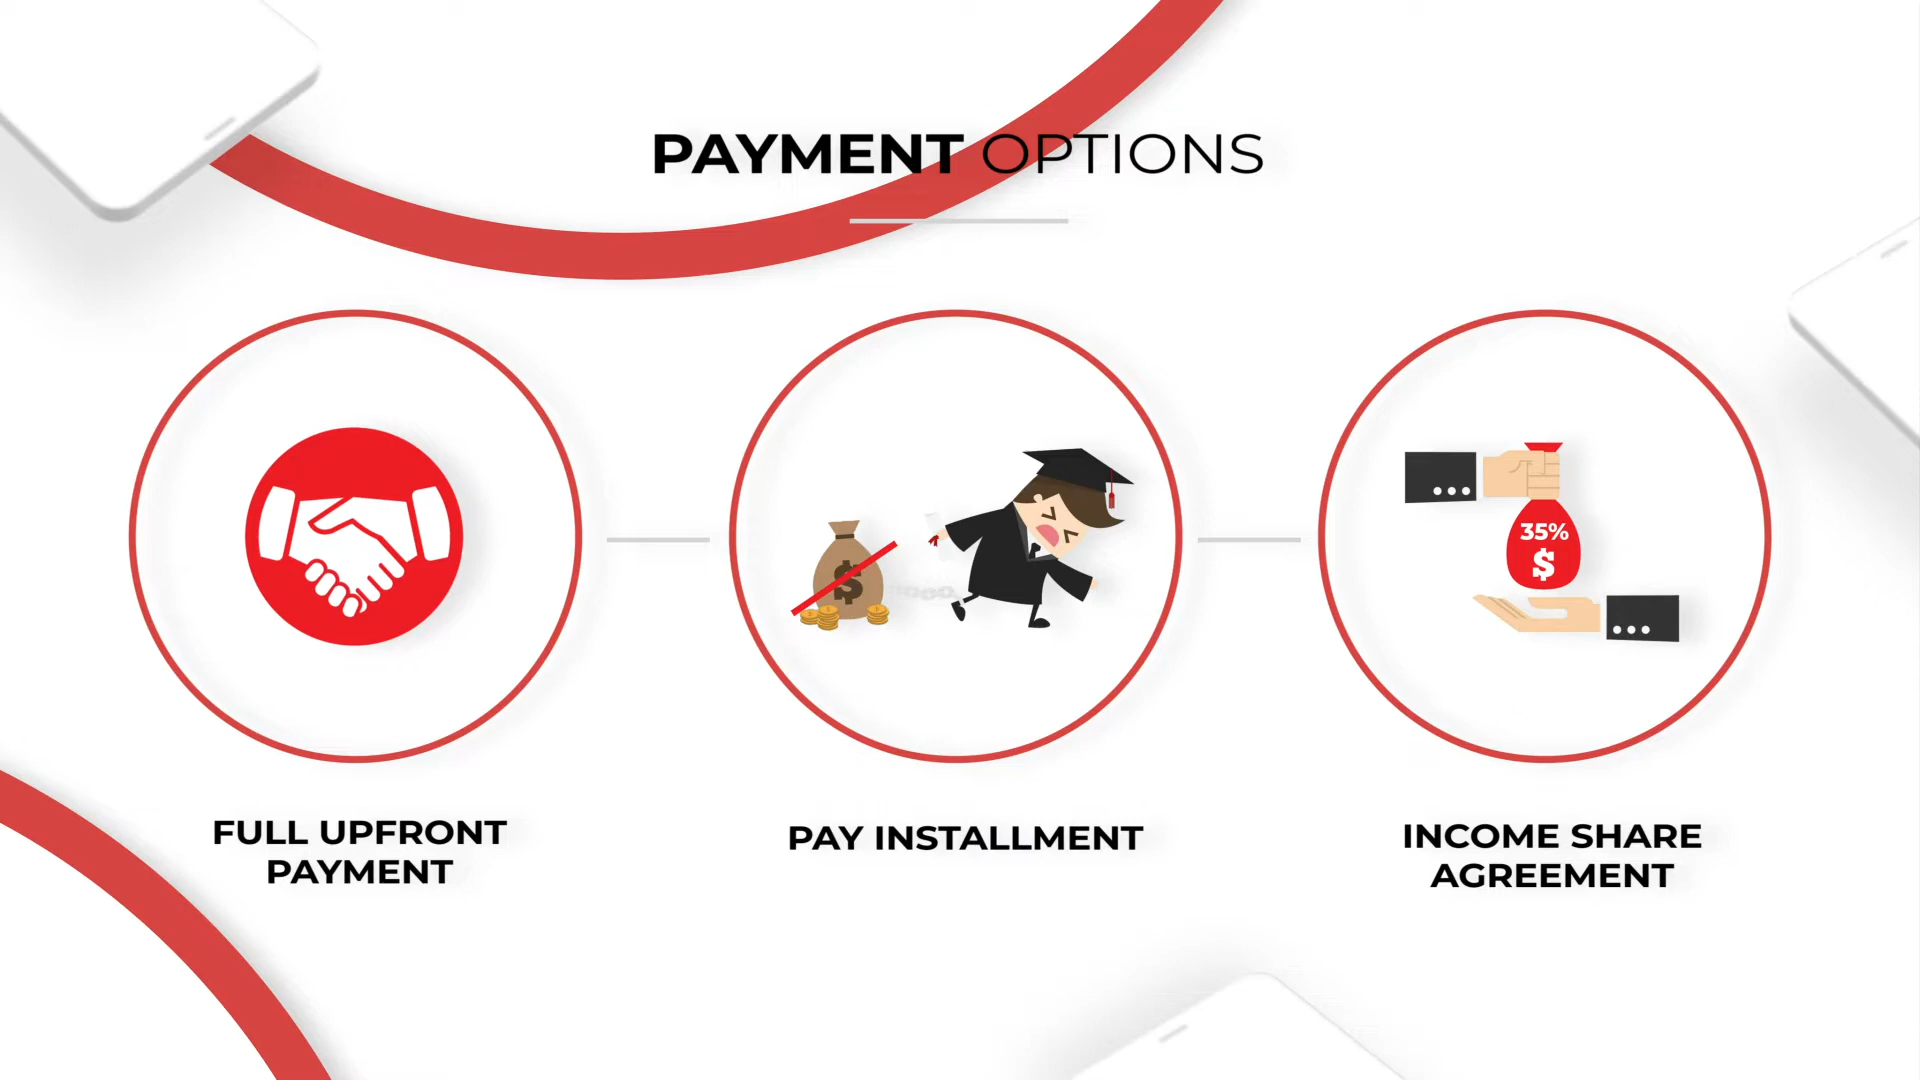 PAYMENT OPTIONS
$
35%
$
FULL UPFRONT
PAYMENT
PAY INSTALLMENT
INCOME SHARE
AGREEMENT